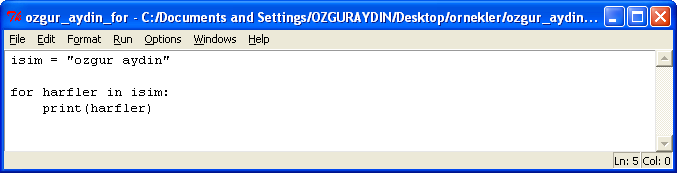 7% ozgur_aydin_for - C:/Documents and Settings/OZGURAYDIN/Desktop/ornekler/ozgur_aydin...
File Edit Format Run Options Windows Help
isim = "ozgur aydin"
for harfler in isim:
    print(harfler)
Ln: 5 Col: 0